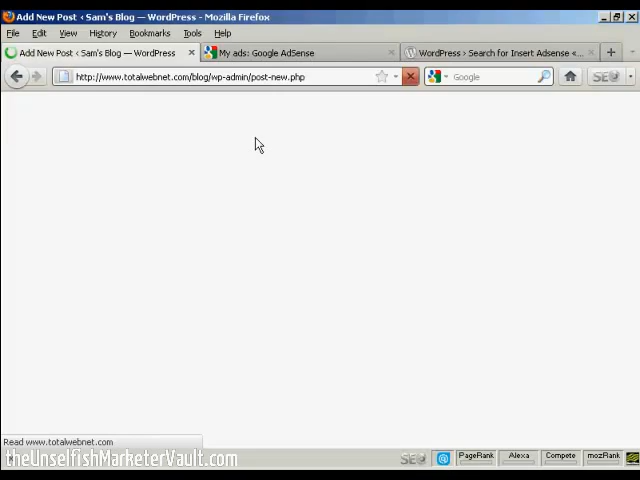 Add New Post ‹ Sam's Blog — WordPress - Mozilla Firefox
File Edit View History Bookmarks Tools Help
Add New Post ‹ Sam's Blog — WordPress
My ads: Google AdSense
WordPress › Search for Insert Adsense «...
http://www.totalwebnet.com/blog/wp-admin/post-new.php
Google
SEO
Read www.totalwebnet.com
theUnselfishMarketerVault.com
SEO
PageRank
Alexa
Compete
mozRank